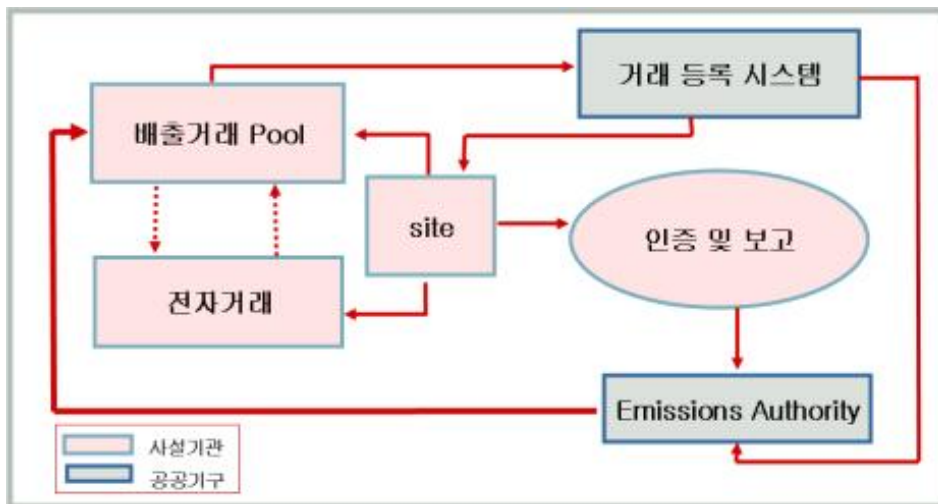 거래 등록 시스템
배출거래 Pool
site
인증 및 보고
전자거래
Emissions Authority
사설기관
공공기구